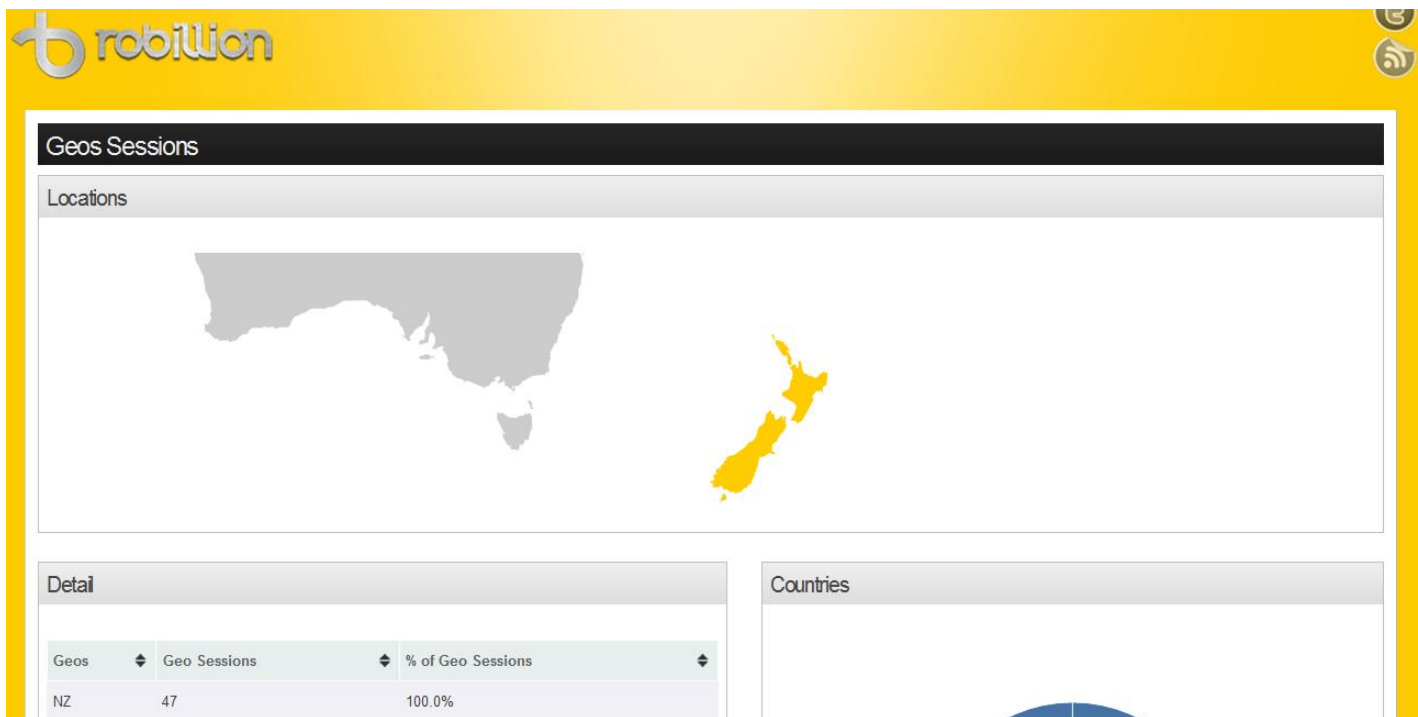 robillion
Geos Sessions
Locations
Detail
Countries
Geos Geo Sessions % of Geo Sessions
NZ 47 100.0%